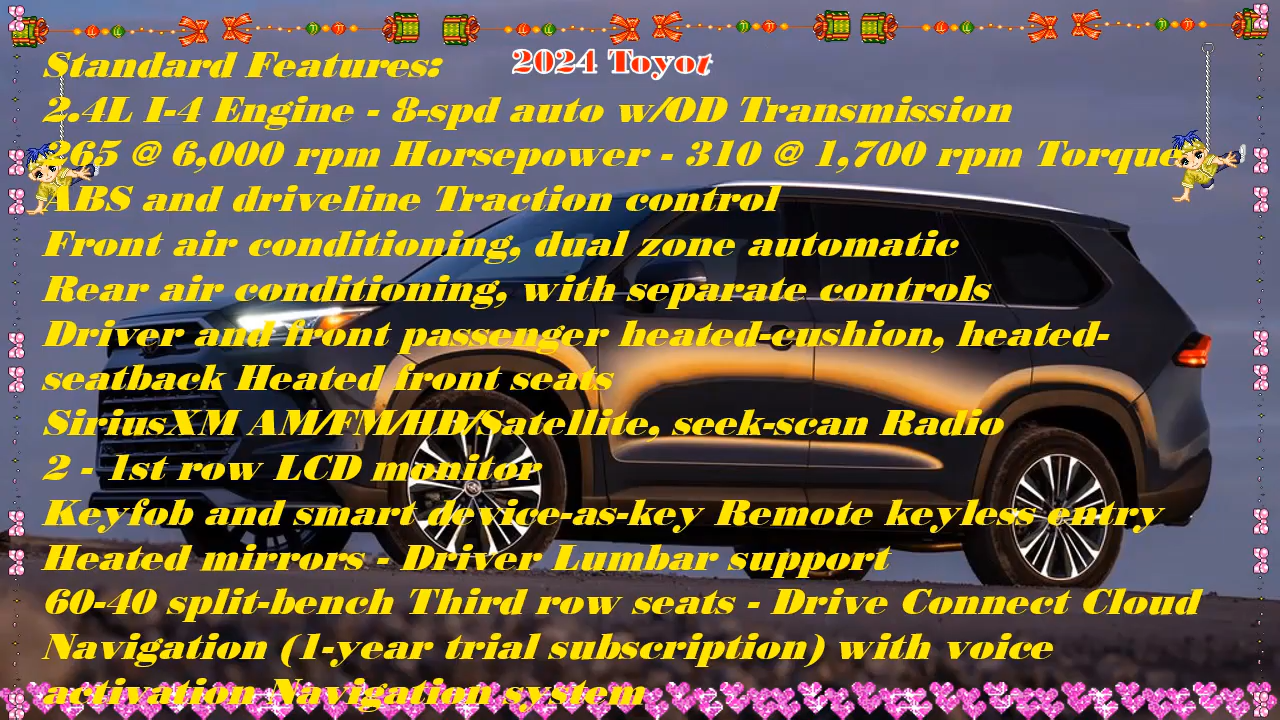 Standard Features:
2024 Toyot
2.4L I-4 Engine - 8-spd auto w/OD Transmission
265 @ 6,000 rpm Horsepower - 310 @ 1,700 rpm Torque
ABS and driveline Traction control
Front air conditioning, dual zone automatic
Rear air conditioning, with separate controls
Driver and front passenger heated-cushion, heated-
seatback Heated front seats
SiriusXM AM/FM/HD/Satellite, seek-scan Radio
2 - 1st row LCD monitor
Keyfob and smart device-as-key Remote keyless entry
Heated mirrors - Driver Lumbar support
60-40 split-bench Third row seats - Drive Connect Cloud
Navigation (1-year trial subscription) with voice
activation Navigation system